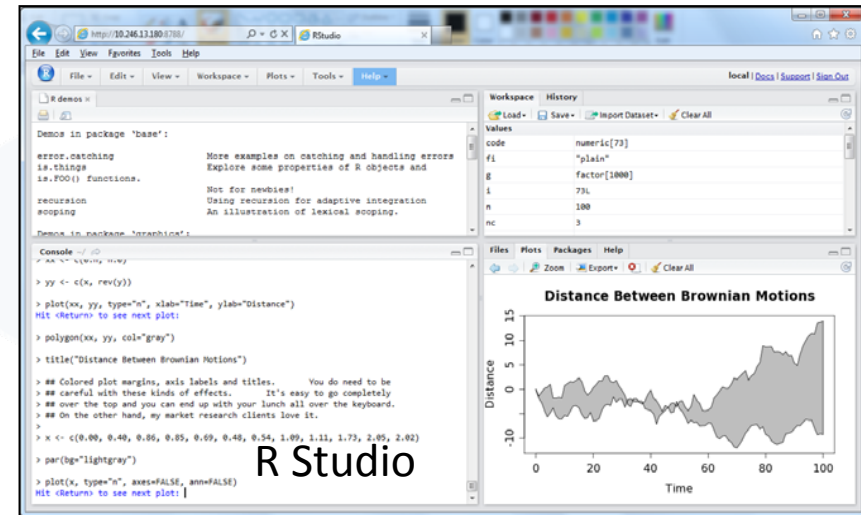 http://10.246.13.180:8788/
RStudio
File Edit View Favorites Tools Help
File Edit View Workspace Plots Tools Help
local | Docs | Support | Sign Out
R demos
Demos in package 'base':
error.catching More examples on catching and handling errors
is.things Explore some properties of R objects and
is.FOO() functions.
Not for newbies!
recursion Using recursion for adaptive integration
scoping An illustration of lexical scoping.
Demos in package 'graphics':
Workspace History
Load Save Import Dataset Clear All
Values
code numeric[73]
fi "plain"
g factor[1000]
i 73L
n 100
nc 3
Console ~/
> yy <- c(x, rev(y))
> plot(xx, yy, type="n", xlab="Time", ylab="Distance")
Hit <Return> to see next plot:
> polygon(xx, yy, col="gray")
> title("Distance Between Brownian Motions")
> ## Colored plot margins, axis labels and titles. You do need to be
> ## careful with these kinds of effects. It's easy to go completely
> ## over the top and you can end up with your lunch all over the keyboard.
> ## On the other hand, my market research clients love it.
>
> x <- c(0.00, 0.40, 0.86, 0.85, 0.69, 0.48, 0.54, 1.09, 1.11, 1.73, 2.05, 2.02)
> par(bg="lightgray")
> plot(x, type="n", axes=FALSE, ann=FALSE)
Hit <Return> to see next plot:
R Studio
Files Plots Packages Help
Zoom Export Clear All
Distance Between Brownian Motions
Distance
15
10
5
0
-10
0 20 40 60 80 100
Time